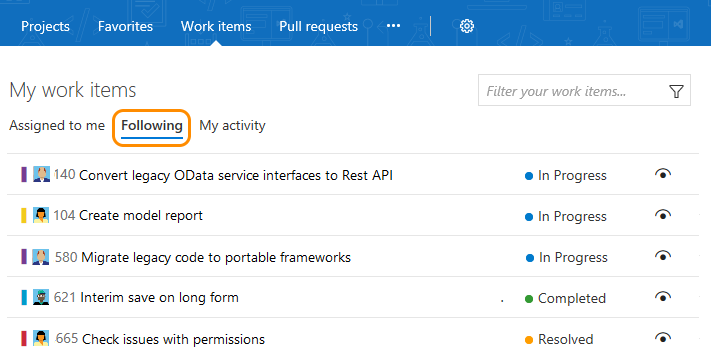 Projects Favorites Work items Pull requests ...
My work items Filter your work items...
Assigned to me Following My activity
140 Convert legacy OData service interfaces to Rest API In Progress
104 Create model report In Progress
580 Migrate legacy code to portable frameworks In Progress
621 Interim save on long form . Completed
665 Check issues with permissions Resolved